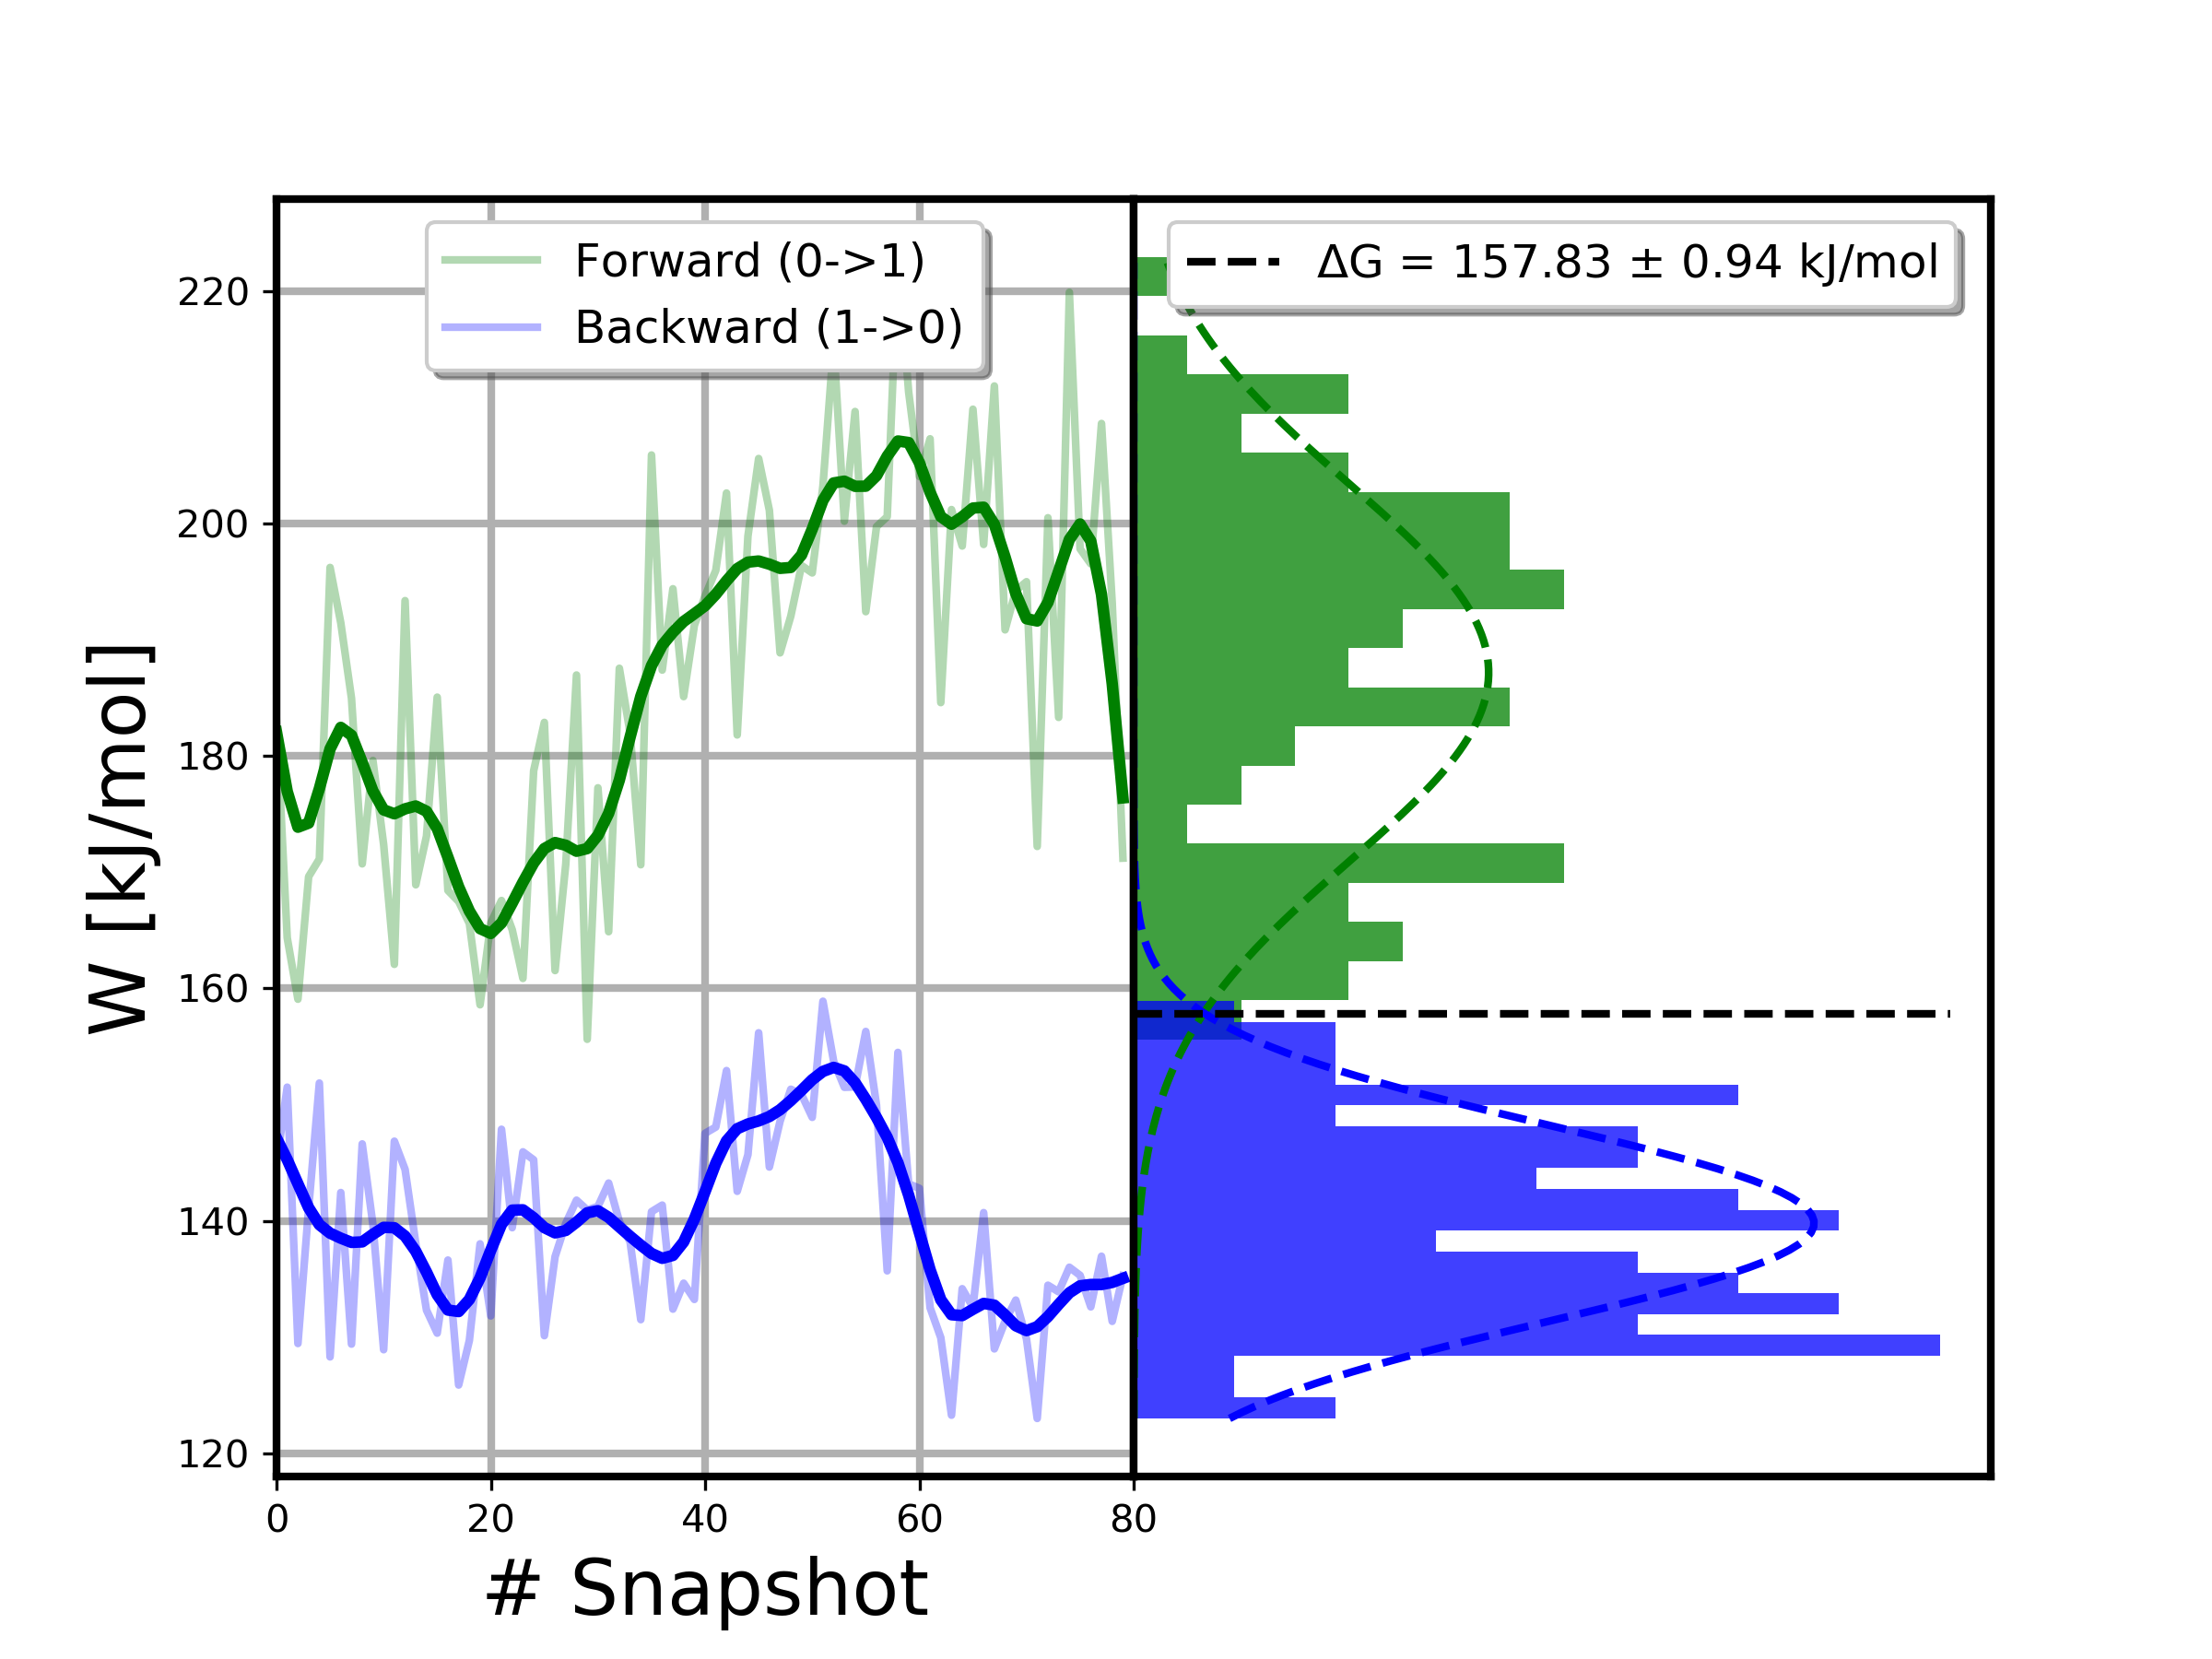 Forward (0->1)
Backward (1->0)
ΔG = 157.83 ± 0.94 kJ/mol
W [kJ/mol]
220
200
180
160
140
120
0 20 40 60 80
# Snapshot